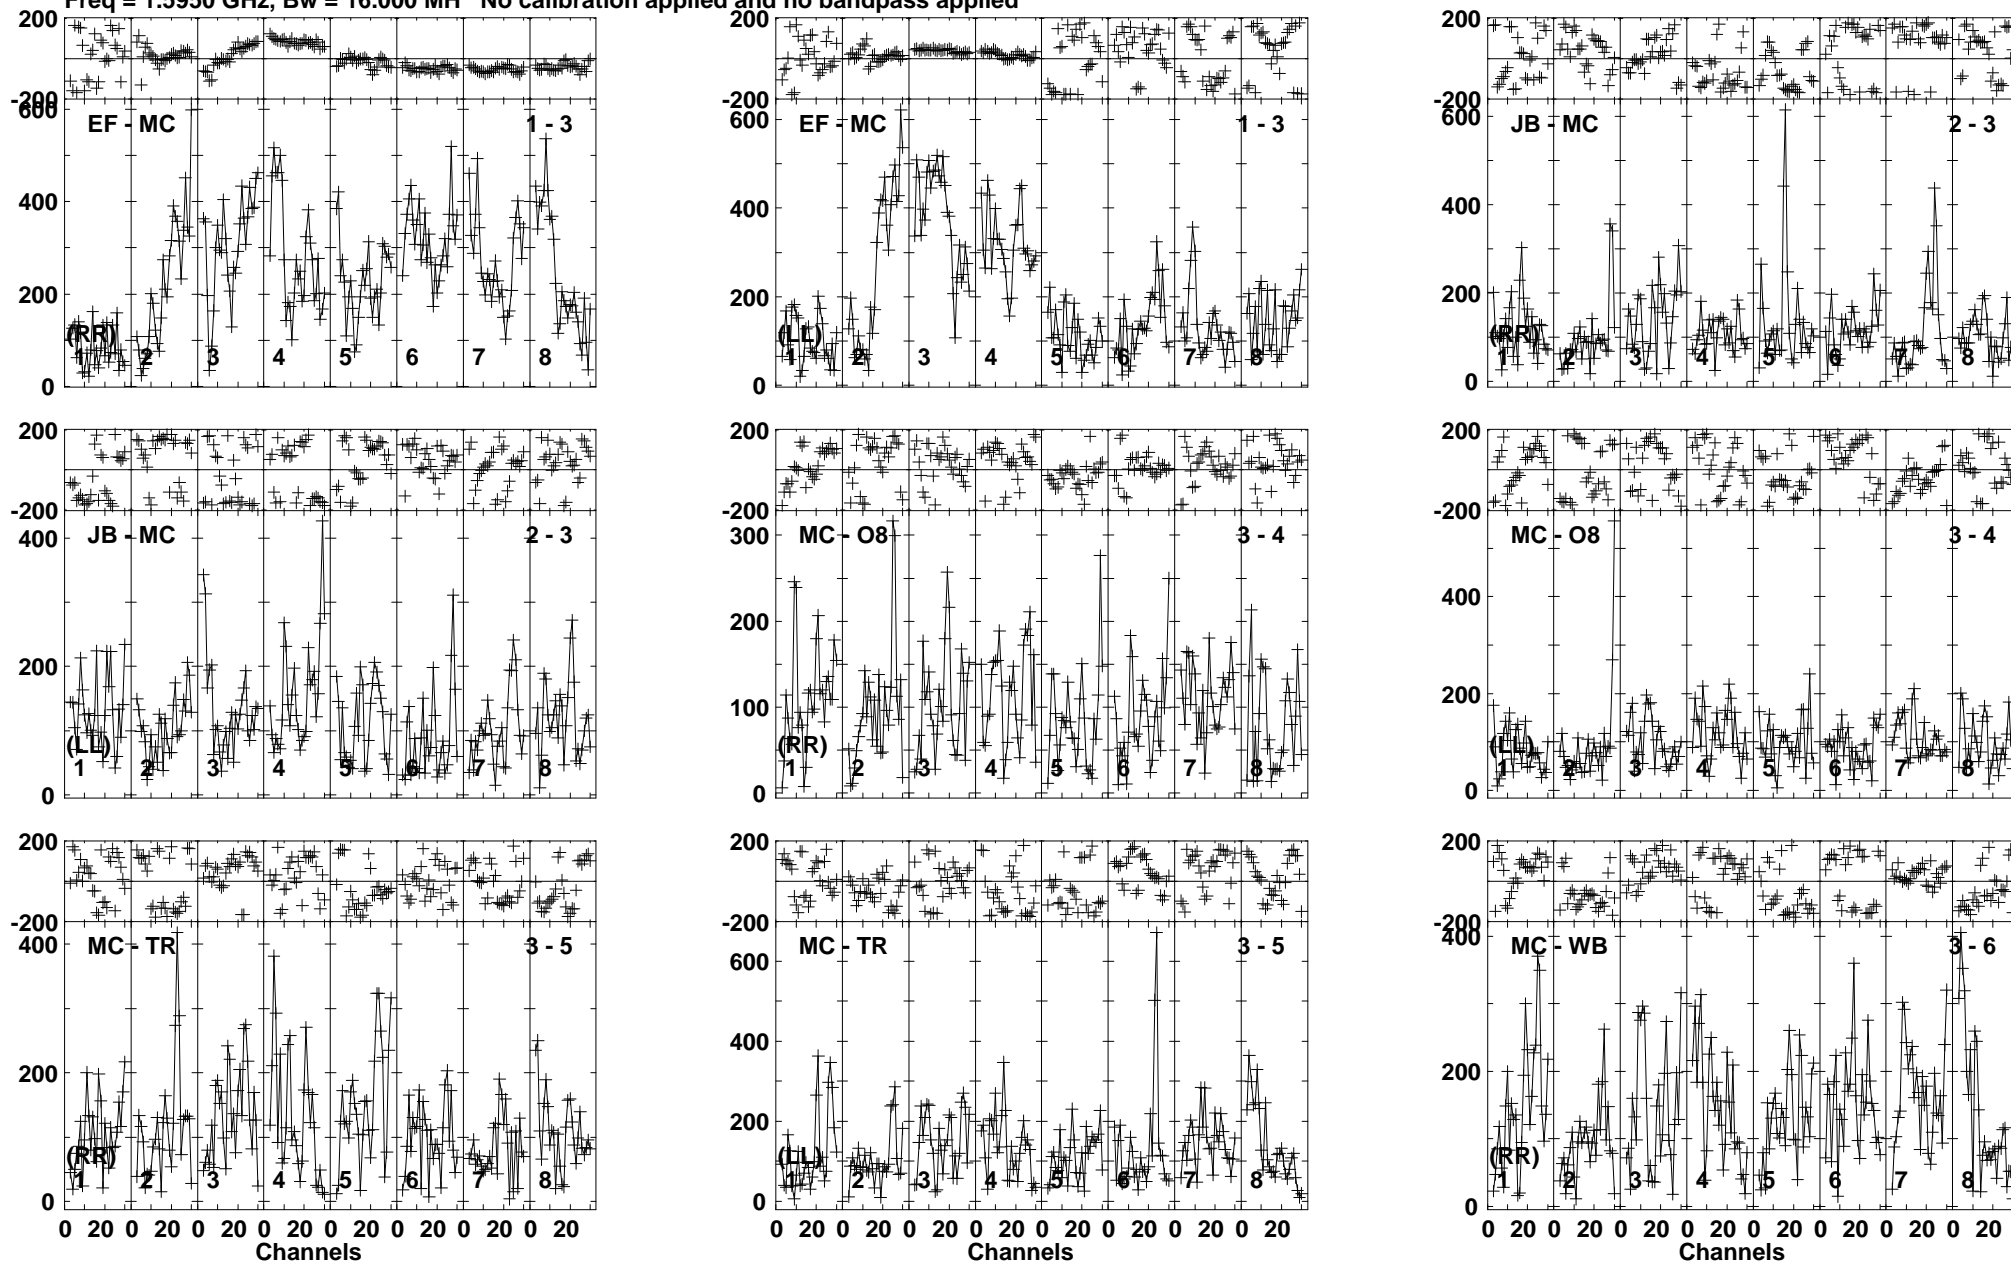 Freq = 1.5950 GHz, Bw = 16.000 MH No calibration applied and no bandpass applied
200 200 200
-200 -200 -200
600 600 600
EF - MC 1 - 3 EF - MC 1 - 3 JB - MC 2 - 3
400 400 400
200 200 200
(RR) (LL) (RR)
1 2 3 4 5 6 7 8 1 2 3 4 5 6 7 8 1 2 3 4 5 6 7 8
0 0 0
200 200 200
-200 -200 -200
JB - MC 2 - 3 MC - O8 3 - 4 MC - O8 3 - 4
400 300 400
200 200 200
100
(LL) (RR) (LL)
1 2 3 4 5 6 7 8 1 2 3 4 5 6 7 8 1 2 3 4 5 6 7 8
0 0 0
200 200 200
-200 -200 -200
400 600 400
MC - TR 3 - 5 MC - TR 3 - 5 MC - WB 3 - 6
200 400 200
200
(RR) (LL) (RR)
1 2 3 4 5 6 7 8 1 2 3 4 5 6 7 8 1 2 3 4 5 6 7 8
0 0 0
0 20 0 20 0 20 0 20 0 20 0 20 0 20 0 20 0 20 0 20 0 20 0 20 0 20 0 20 0 20 0 20 0 20 0 20 0 20 0 20 0 20 0 20 0 20 0 20
Channels Channels Channels